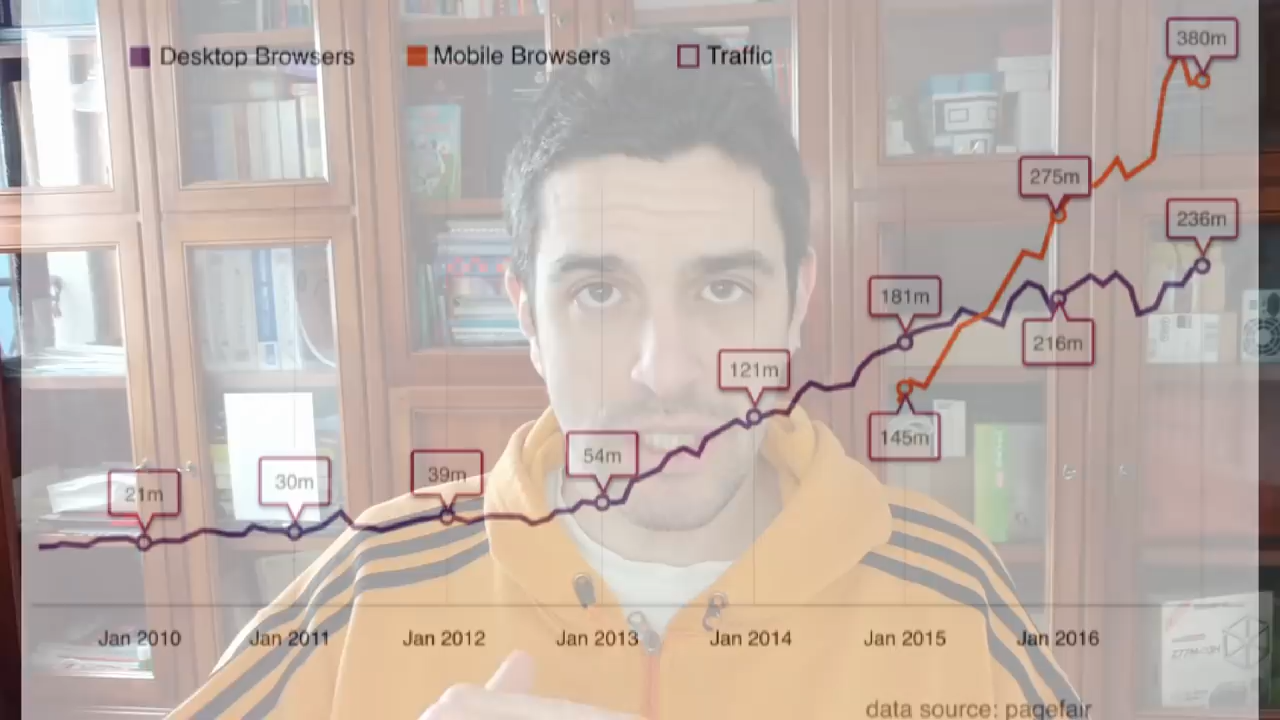 Desktop Browsers Mobile Browsers Traffic
380m
275m
236m
181m
216m
121m
145m
54m
39m
30m
21m
Jan 2010 Jan 2011 Jan 2012 Jan 2013 Jan 2014 Jan 2015 Jan 2016
data source: pagefair